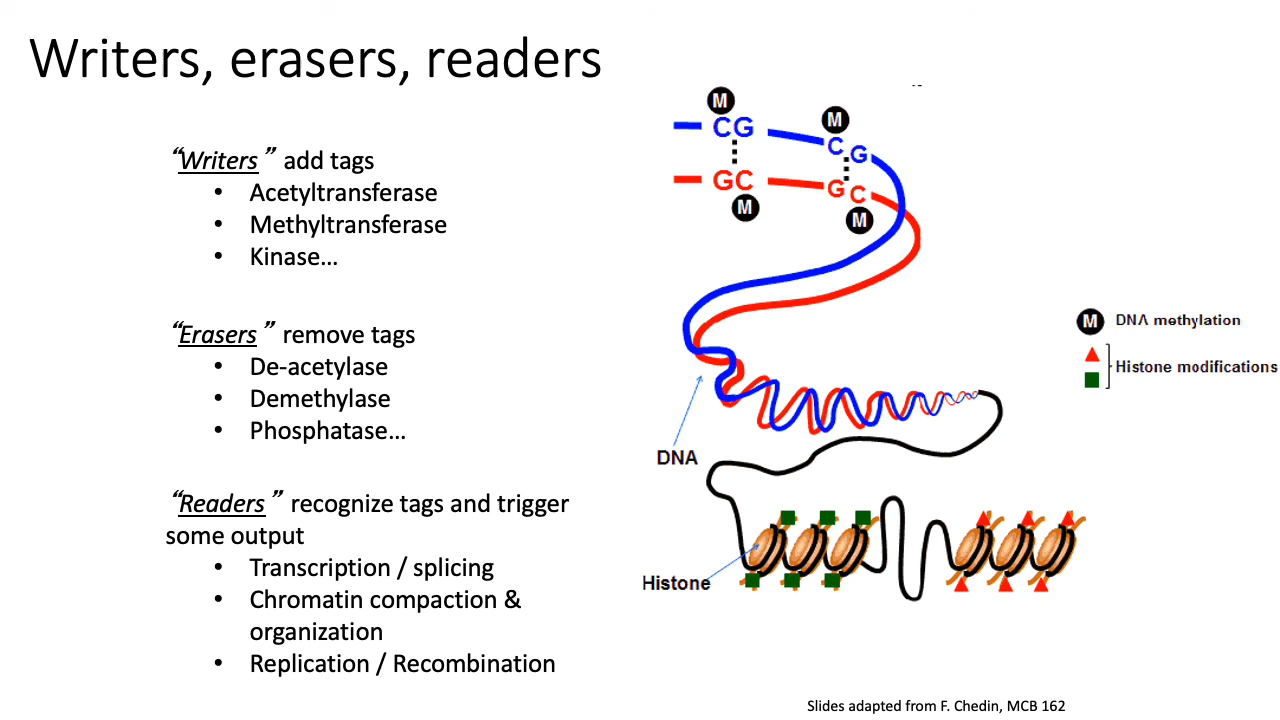 Writers, erasers, readers
“Writers” add tags
• Acetyltransferase
• Methyltransferase
• Kinase…
“Erasers” remove tags
• De-acetylase
• Demethylase
• Phosphatase…
“Readers” recognize tags and trigger
some output
• Transcription / splicing
• Chromatin compaction &
organization
• Replication / Recombination
M
M
CG
C G
GC
G C
M
M
M DNA methylation
Histone modifications
DNA
Histone
Slides adapted from F. Chedin, MCB 162